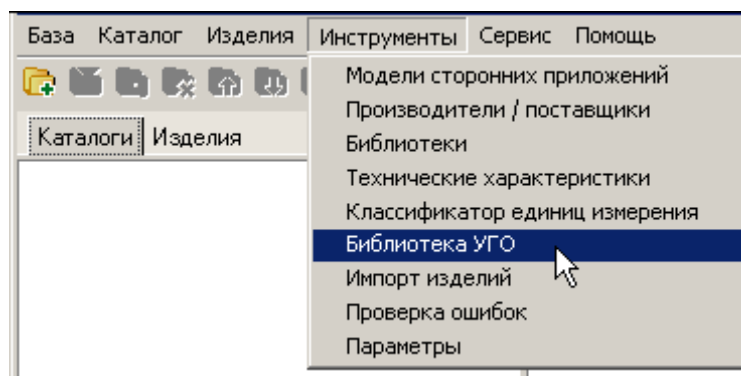 База Каталог Изделия Инструменты Сервис Помощь
Модели сторонних приложений
Производители / поставщики
Каталоги Изделия
Библиотеки
Технические характеристики
Классификатор единиц измерения
Библиотека УГО
Импорт изделий
Проверка ошибок
Параметры